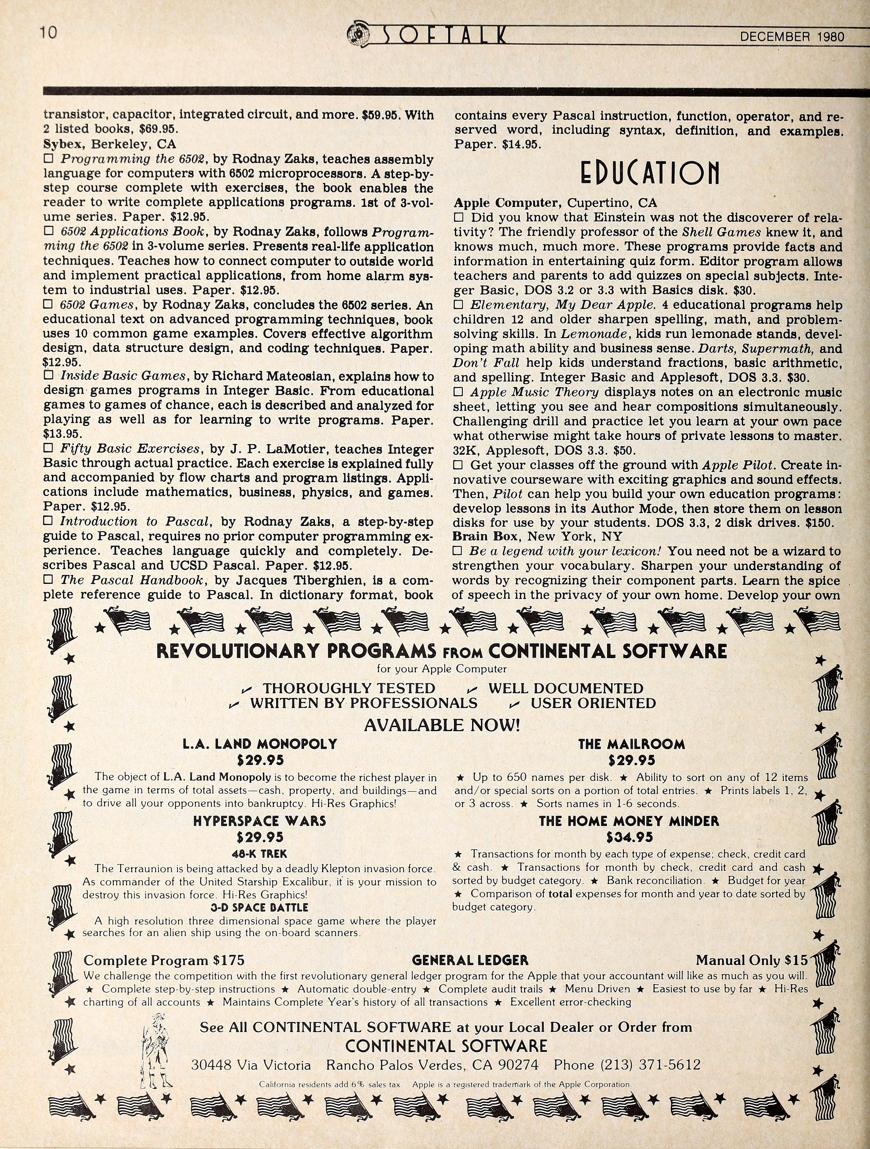 10
SOFTALK
DECEMBER 1980
transistor, capacitor, integrated circuit, and more. $59.95. With
2 listed books, $69.95.
Sybex, Berkeley, CA
☐ Programming the 6502, by Rodnay Zaks, teaches assembly
language for computers with 6502 microprocessors. A step-by-
step course complete with exercises, the book enables the
reader to write complete applications programs. 1st of 3-vol-
ume series. Paper. $12.95.
☐ 6502 Applications Book, by Rodnay Zaks, follows Program-
ming the 6502 in 3-volume series. Presents real-life application
techniques. Teaches how to connect computer to outside world
and implement practical applications, from home alarm sys-
tem to industrial uses. Paper. $12.95.
☐ 6502 Games, by Rodnay Zaks, concludes the 6502 series. An
educational text on advanced programming techniques, book
uses 10 common game examples. Covers effective algorithm
design, data structure design, and coding techniques. Paper.
$12.95.
☐ Inside Basic Games, by Richard Mateosian, explains how to
design games programs in Integer Basic. From educational
games to games of chance, each is described and analyzed for
playing as well as for learning to write programs. Paper.
$13.95.
☐ Fifty Basic Exercises, by J. P. LaMotier, teaches Integer
Basic through actual practice. Each exercise is explained fully
and accompanied by flow charts and program listings. Appli-
cations include mathematics, business, physics, and games.
Paper. $12.95.
☐ Introduction to Pascal, by Rodnay Zaks, a step-by-step
guide to Pascal, requires no prior computer programming ex-
perience. Teaches language quickly and completely. De-
scribes Pascal and UCSD Pascal. Paper. $12.95.
☐ The Pascal Handbook, by Jacques Tiberghien, is a com-
plete reference guide to Pascal. In dictionary format, book
contains every Pascal instruction, function, operator, and re-
served word, including syntax, definition, and examples.
Paper. $14.95.
EDUCATION
Apple Computer, Cupertino, CA
☐ Did you know that Einstein was not the discoverer of rela-
tivity? The friendly professor of the Shell Games knew it, and
knows much, much more. These programs provide facts and
information in entertaining quiz form. Editor program allows
teachers and parents to add quizzes on special subjects. Inte-
ger Basic, DOS 3.2 or 3.3 with Basics disk. $30.
☐ Elementary, My Dear Apple. 4 educational programs help
children 12 and older sharpen spelling, math, and problem-
solving skills. In Lemonade, kids run lemonade stands, devel-
oping math ability and business sense. Darts, Supermath, and
Don't Fall help kids understand fractions, basic arithmetic,
and spelling. Integer Basic and Applesoft, DOS 3.3. $30.
☐ Apple Music Theory displays notes on an electronic music
sheet, letting you see and hear compositions simultaneously.
Challenging drill and practice let you learn at your own pace
what otherwise might take hours of private lessons to master.
32K, Applesoft, DOS 3.3. $50.
☐ Get your classes off the ground with Apple Pilot. Create in-
novative courseware with exciting graphics and sound effects.
Then, Pilot can help you build your own education programs:
develop lessons in its Author Mode, then store them on lesson
disks for use by your students. DOS 3.3, 2 disk drives. $150.
Brain Box, New York, NY
☐ Be a legend with your lexicon! You need not be a wizard to
strengthen your vocabulary. Sharpen your understanding of
words by recognizing their component parts. Learn the spice
of speech in the privacy of your own home. Develop your own
REVOLUTIONARY PROGRAMS FROM CONTINENTAL SOFTWARE
for your Apple Computer
✓ THOROUGHLY TESTED ✓ WELL DOCUMENTED
✓ WRITTEN BY PROFESSIONALS ✓ USER ORIENTED
AVAILABLE NOW!
L.A. LAND MONOPOLY
$29.95
The object of L.A. Land Monopoly is to become the richest player in
the game in terms of total assets—cash, property, and buildings—and
to drive all your opponents into bankruptcy. Hi-Res Graphics!
HYPERSPACE WARS
$29.95
48-K TREK
The Terraunion is being attacked by a deadly Klepton invasion force.
As commander of the United Starship Excalibur, it is your mission to
destroy this invasion force. Hi-Res Graphics!
3-D SPACE BATTLE
A high resolution three dimensional space game where the player
searches for an alien ship using the on-board scanners.
THE MAILROOM
$29.95
★ Up to 650 names per disk. ★ Ability to sort on any of 12 items
and/or special sorts on a portion of total entries. ★ Prints labels 1, 2,
or 3 across. ★ Sorts names in 1-6 seconds.
THE HOME MONEY MINDER
$34.95
★ Transactions for month by each type of expense; check, credit card
& cash. ★ Transactions for month by check, credit card and cash
sorted by budget category. ★ Bank reconciliation. ★ Budget for year
★ Comparison of total expenses for month and year to date sorted by
budget category.
Complete Program $175 GENERAL LEDGER Manual Only $15
We challenge the competition with the first revolutionary general ledger program for the Apple that your accountant will like as much as you will.
★ Complete step-by-step instructions ★ Automatic double-entry ★ Complete audit trails ★ Menu Driven ★ Easiest to use by far ★ Hi-Res
charting of all accounts ★ Maintains Complete Year's history of all transactions ★ Excellent error-checking
See All CONTINENTAL SOFTWARE at your Local Dealer or Order from
CONTINENTAL SOFTWARE
30448 Via Victoria Rancho Palos Verdes, CA 90274 Phone (213) 371-5612
California residents add 6% sales tax. Apple is a registered trademark of the Apple Corporation